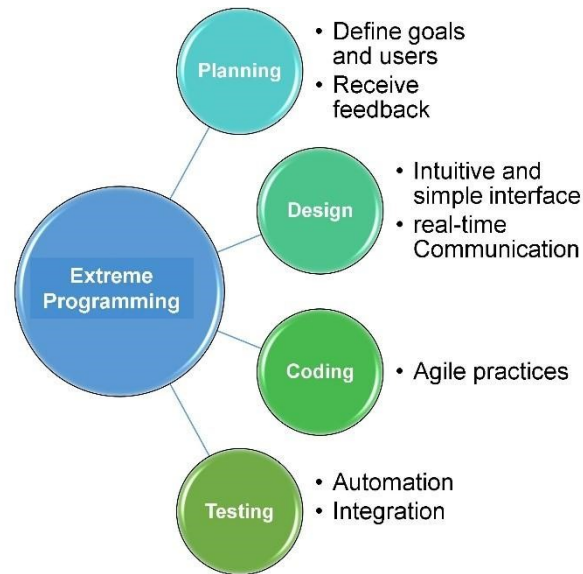 Planning
• Define goals
and users
• Receive
feedback
Design
• Intuitive and
simple interface
• real-time
Communication
Extreme
Programming
Coding
• Agile practices
Testing
• Automation
• Integration